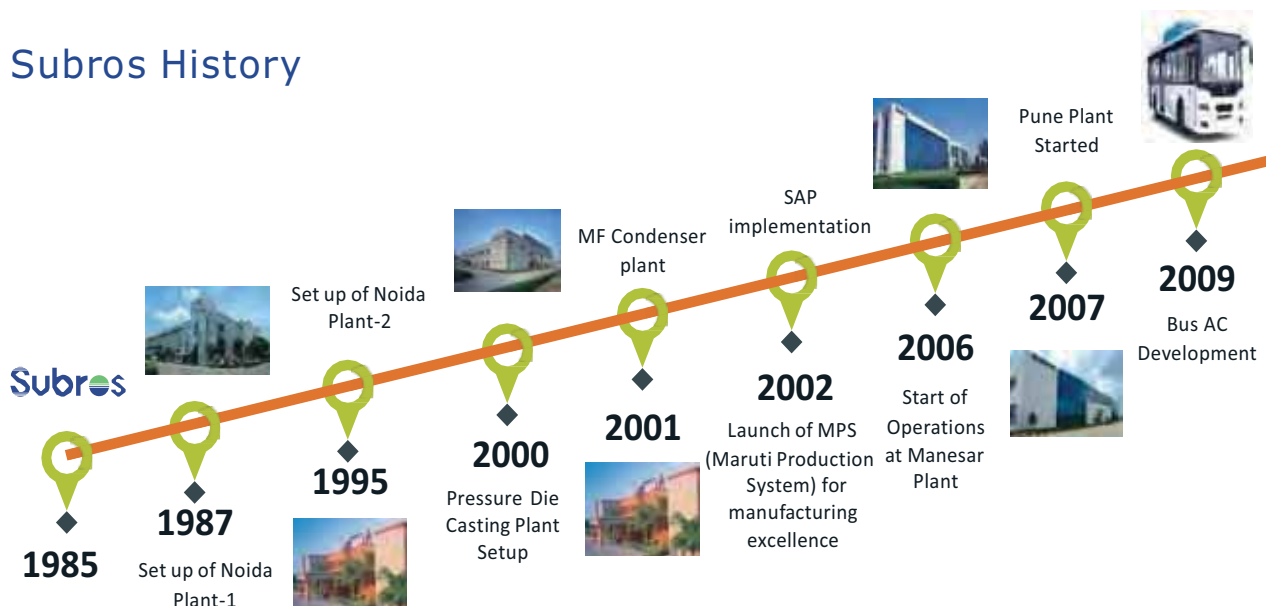 Subros History
Subros
1985
1987
Set up of Noida
Plant-1
Set up of Noida
Plant-2
1995
2000
Pressure Die
Casting Plant
Setup
MF Condenser
plant
2001
SAP
implementation
2002
Launch of MPS
(Maruti Production
System) for
manufacturing
excellence
2006
Start of
Operations
at Manesar
Plant
Pune Plant
Started
2007
2009
Bus AC
Development